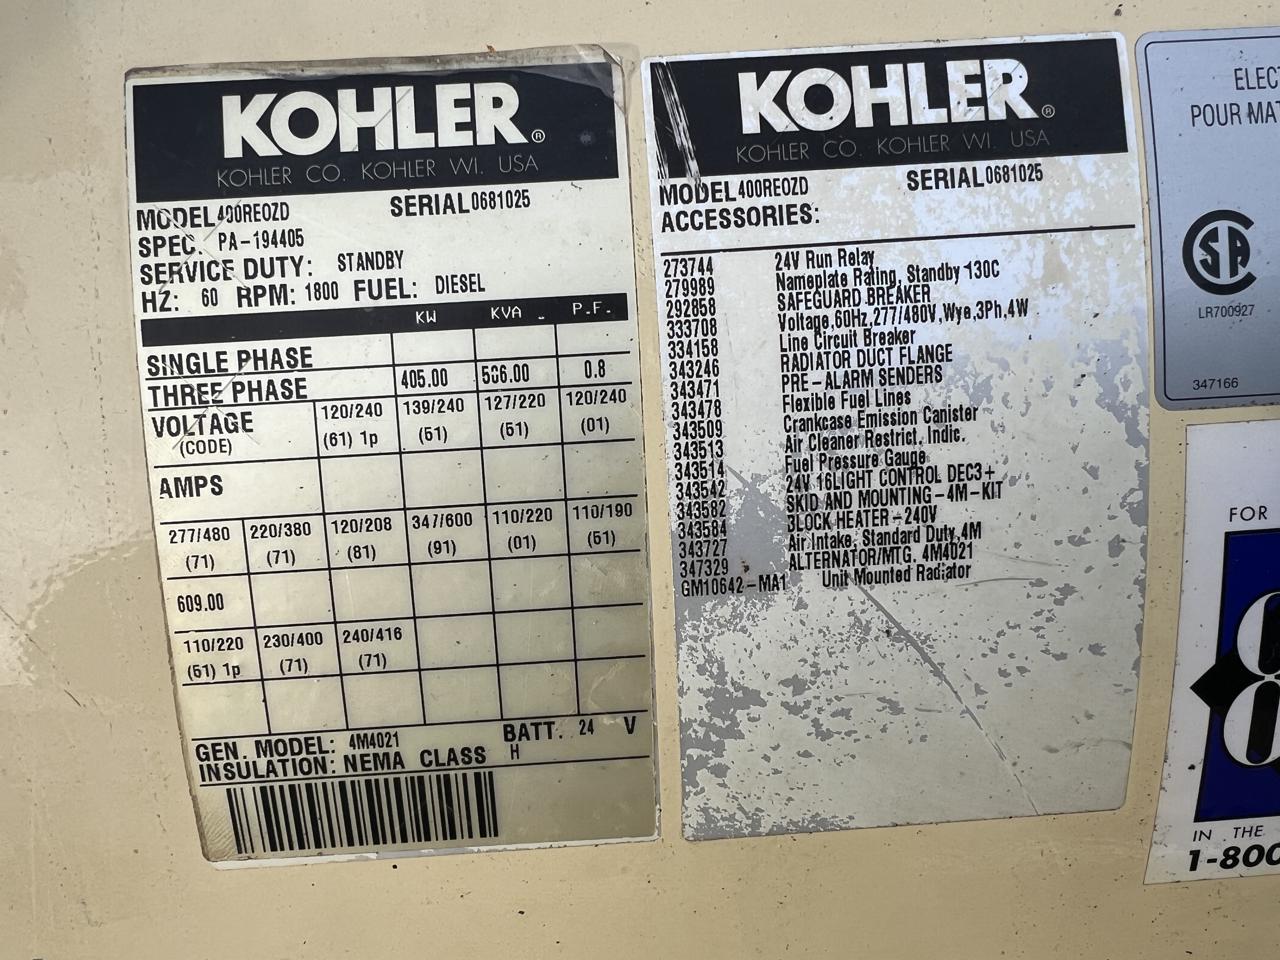 KOHLER®
KOHLER CO. KOHLER WI. USA
MODEL 400REOZD SERIAL 0681025
SPEC. PA-194405
SERVICE DUTY: STANDBY
HZ: 60 RPM: 1800 FUEL: DIESEL
KW KVA P.F.
SINGLE PHASE
THREE PHASE 405.00 506.00 0.8
VOLTAGE 120/240 139/240 127/220 120/240
(CODE) (61) 1p (51) (51) (01)
AMPS
277/480 220/380 120/208 347/600 110/220 110/190
(71) (71) (81) (91) (01) (51)
609.00
110/220 230/400 240/416
(61) 1p (71) (71)
GEN. MODEL: 4M4021 BATT. 24 V
INSULATION: NEMA CLASS H
KOHLER®
KOHLER CO. KOHLER WI. USA
MODEL 400REOZD SERIAL 0681025
ACCESSORIES:
273744 24V Run Relay
279989 Nameplate Rating, Standby 130C
292858 SAFEGUARD BREAKER
333708 Voltage,60Hz,277/480V,Wye,3Ph,4W
334158 Line Circuit Breaker
343246 RADIATOR DUCT FLANGE
343471 PRE-ALARM SENDERS
343478 Flexible Fuel Lines
343509 Crankcase Emission Canister
343513 Air Cleaner Restrict. Indic.
343514 Fuel Pressure Gauge
343542 24V 16LIGHT CONTROL DEC3+
343582 SKID AND MOUNTING-4M-KIT
343584 BLOCK HEATER-240V
343727 Air Intake, Standard Duty,4M
347329 ALTERNATOR/MTG. 4M4021
GM10642-MA1 Unit Mounted Radiator
ELEC
POUR MAT
SA
LR700927
347166
FOR
IN THE
1-800